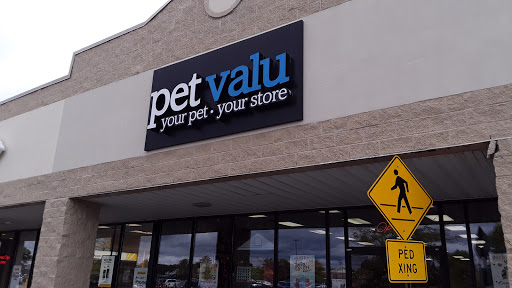 pet valu
your pet · your store
PED
XING